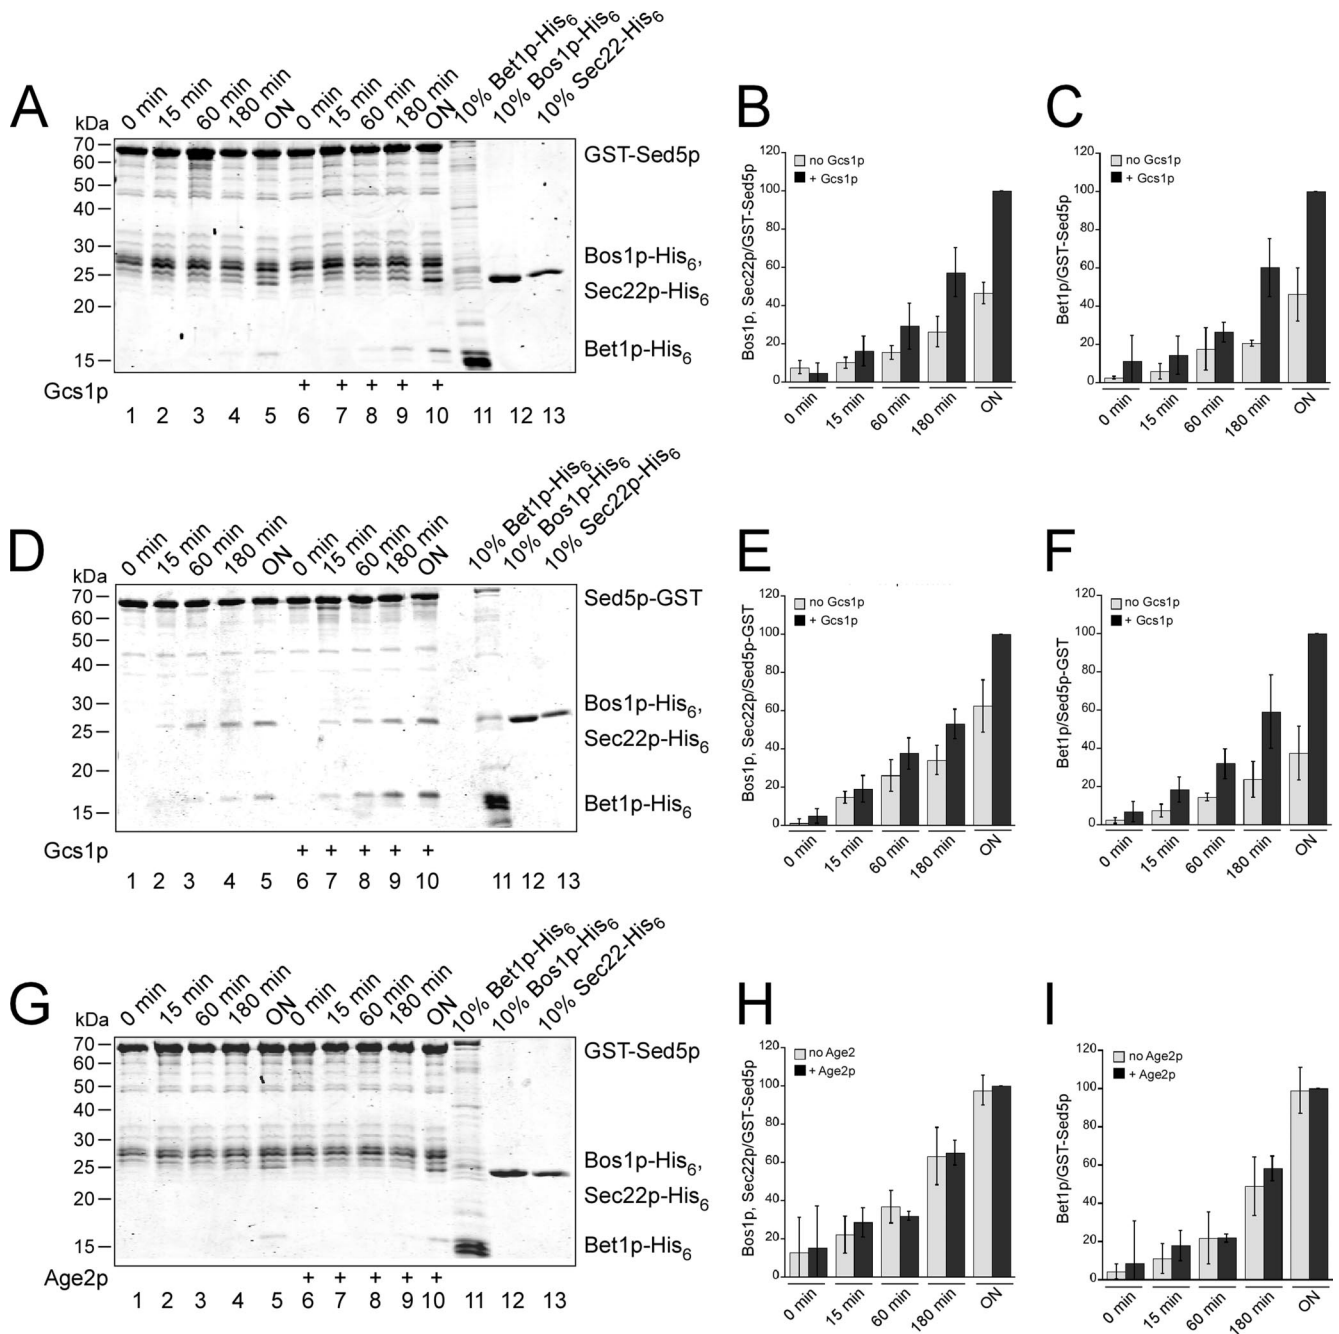 A
0 min 15 min 60 min 180 min ON 0 min 15 min 60 min 180 min ON 10% Bet1p-His6 10% Bos1p-His6 10% Sec22-His6
kDa
70
60
50
40
30
25
20
15
GST-Sed5p
Bos1p-His6,
Sec22p-His6
Bet1p-His6
Gcs1p + + + + +
1 2 3 4 5 6 7 8 9 10 11 12 13
B
Bos1p, Sec22p/GST-Sed5p
no Gcs1p
+ Gcs1p
120
100
80
60
40
20
0
0 min 15 min 60 min 180 min ON
C
Bet1p/GST-Sed5p
no Gcs1p
+ Gcs1p
120
100
80
60
40
20
0
0 min 15 min 60 min 180 min ON
D
0 min 15 min 60 min 180 min ON 0 min 15 min 60 min 180 min ON 10% Bet1p-His6 10% Bos1p-His6 10% Sec22p-His6
kDa
70
60
50
40
30
25
20
15
Sed5p-GST
Bos1p-His6,
Sec22p-His6
Bet1p-His6
Gcs1p + + + + +
1 2 3 4 5 6 7 8 9 10 11 12 13
E
Bos1p, Sec22p/Sed5p-GST
no Gcs1p
+ Gcs1p
120
100
80
60
40
20
0
0 min 15 min 60 min 180 min ON
F
Bet1p/Sed5p-GST
no Gcs1p
+ Gcs1p
120
100
80
60
40
20
0
0 min 15 min 60 min 180 min ON
G
0 min 15 min 60 min 180 min ON 0 min 15 min 60 min 180 min ON 10% Bet1p-His6 10% Bos1p-His6 10% Sec22-His6
kDa
70
60
50
40
30
25
20
15
GST-Sed5p
Bos1p-His6,
Sec22p-His6
Bet1p-His6
Age2p + + + + +
1 2 3 4 5 6 7 8 9 10 11 12 13
H
Bos1p, Sec22p/GST-Sed5p
no Age2
+ Age2p
120
100
80
60
40
20
0
0 min 15 min 60 min 180 min ON
I
Bet1p/GST-Sed5p
no Age2p
+ Age2p
120
100
80
60
40
20
0
0 min 15 min 60 min 180 min ON